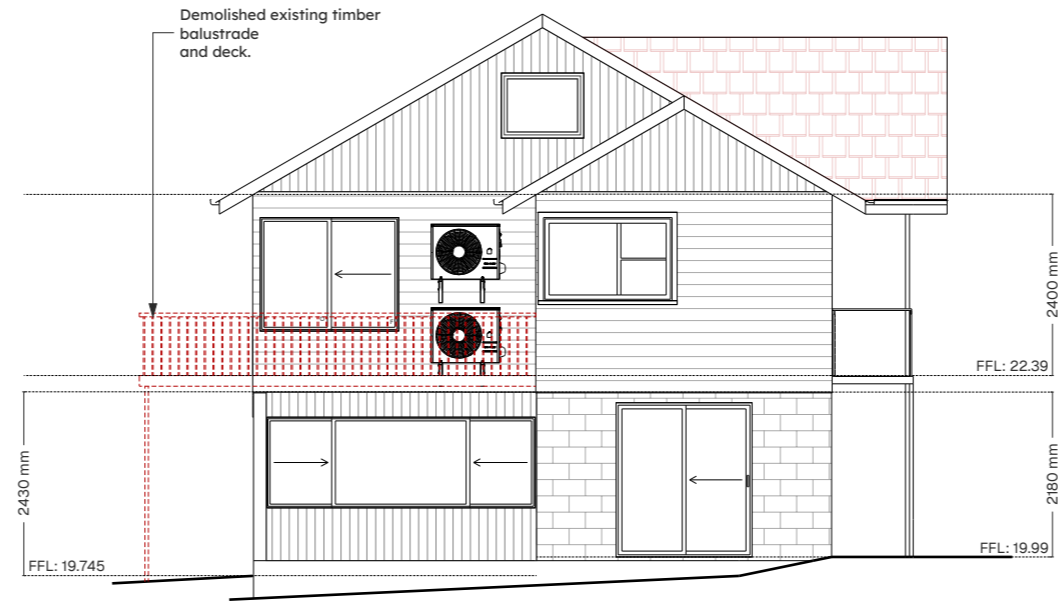 Demolished existing timber
balustrade
and deck.
2400 mm
FFL: 22.39
2430 mm
2180 mm
FFL: 19.745
FFL: 19.99